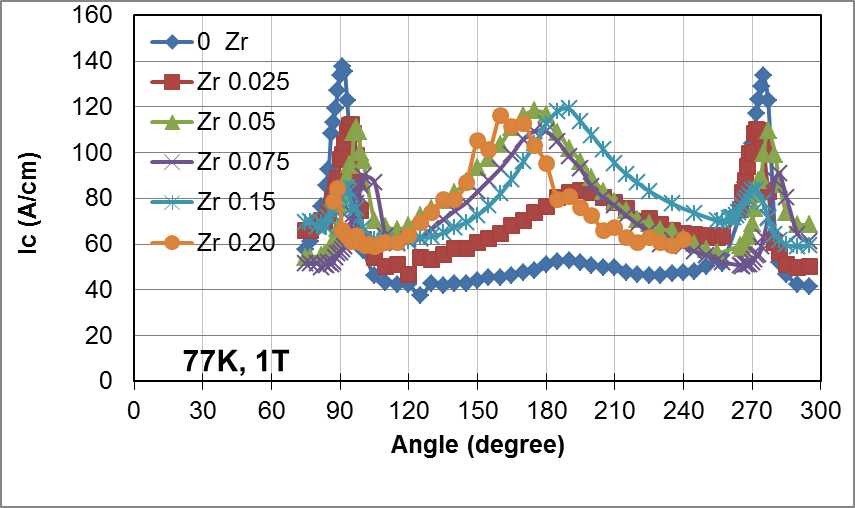 160
140
120
100
80
60
40
20
0
Ic (A/cm)
0 Zr
Zr 0.025
Zr 0.05
Zr 0.075
Zr 0.15
Zr 0.20
77K, 1T
0 30 60 90 120 150 180 210 240 270 300
Angle (degree)